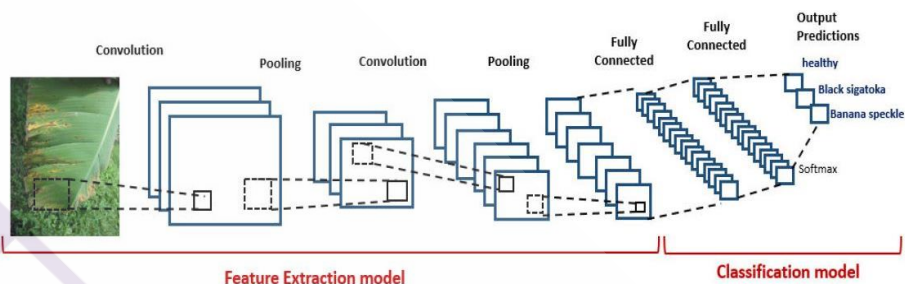 Convolution
Pooling
Convolution
Pooling
Fully
Connected
Fully
Connected
Output
Predictions
healthy
Black sigatoka
Banana speckle
Softmax
Feature Extraction model
Classification model